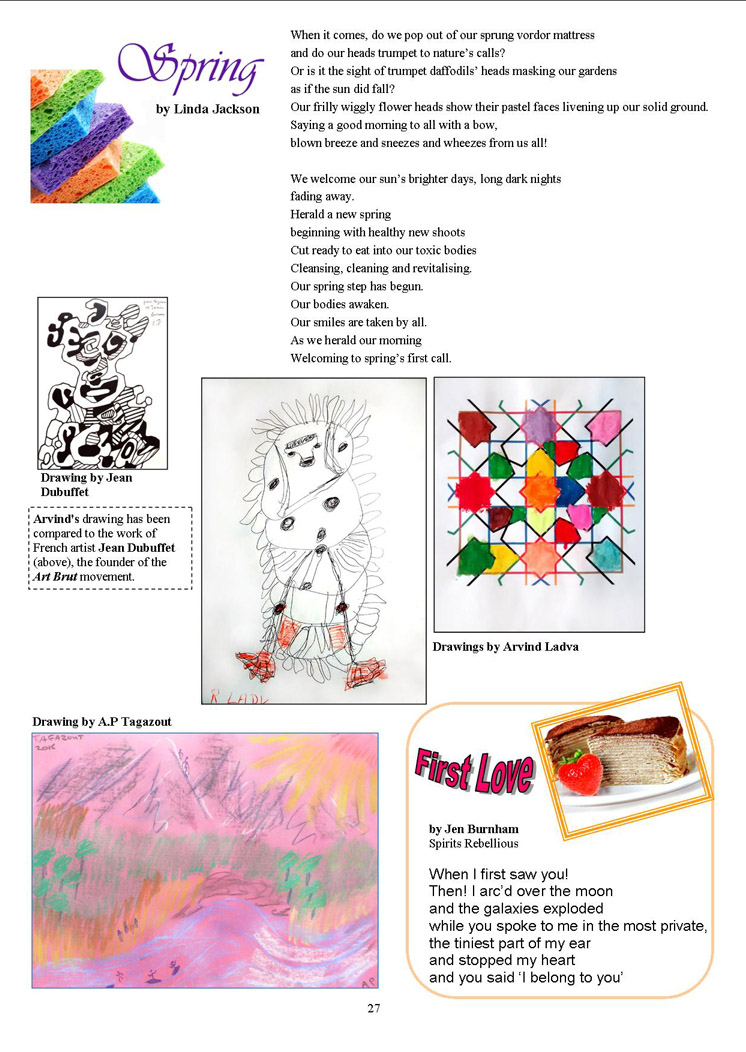 Spring
by Linda Jackson
When it comes, do we pop out of our sprung vordor mattress
and do our heads trumpet to nature's calls?
Or is it the sight of trumpet daffodils' heads masking our gardens
as if the sun did fall?
Our frilly wiggly flower heads show their pastel faces livening up our solid ground.
Saying a good morning to all with a bow,
blown breeze and sneezes and wheezes from us all!
We welcome our sun's brighter days, long dark nights
fading away.
Herald a new spring
beginning with healthy new shoots
Cut ready to eat into our toxic bodies
Cleansing, cleaning and revitalising.
Our spring step has begun.
Our bodies awaken.
Our smiles are taken by all.
As we herald our morning
Welcoming to spring's first call.
Drawing by Jean
Dubuffet
Arvind's drawing has been
compared to the work of
French artist Jean Dubuffet
(above), the founder of the
Art Brut movement.
R LADV
Drawings by Arvind Ladva
Drawing by A.P Tagazout
TAGAZOUT
2016
AP
First Love
by Jen Burnham
Spirits Rebellious
When I first saw you!
Then! I arc'd over the moon
and the galaxies exploded
while you spoke to me in the most private,
the tiniest part of my ear
and stopped my heart
and you said 'I belong to you'
27